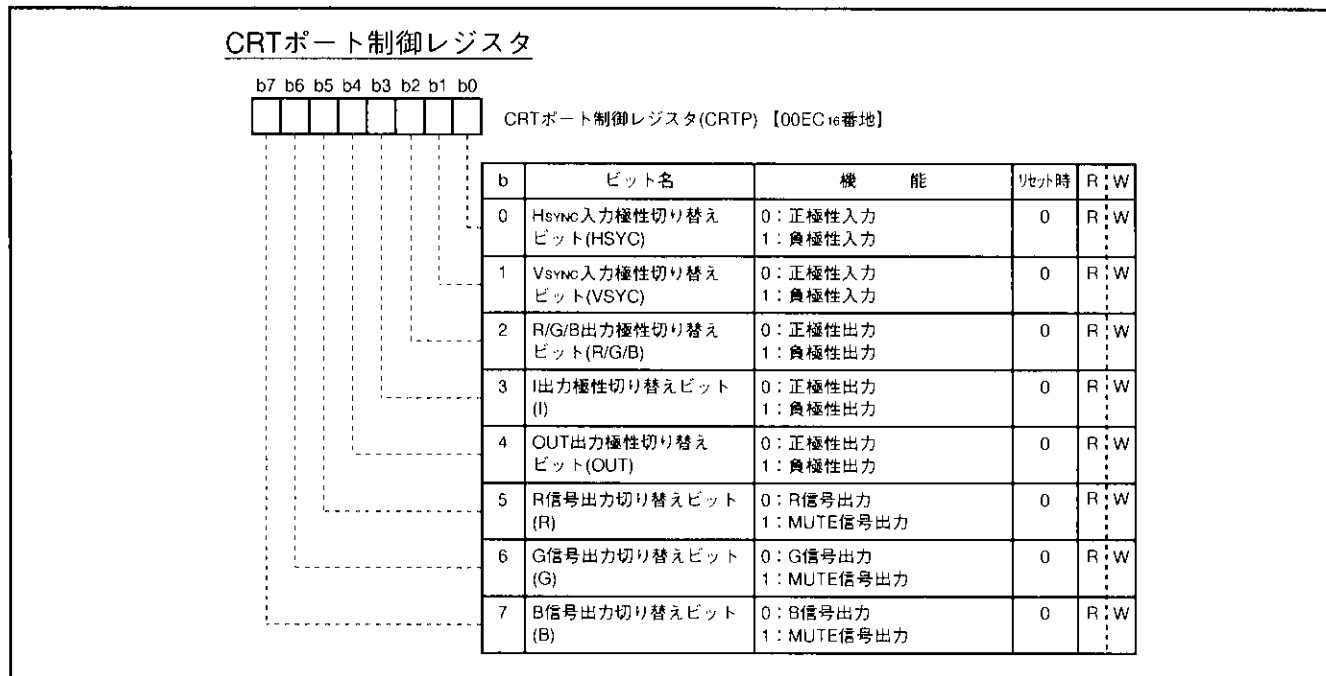 CRTポート制御レジスタ
b7 b6 b5 b4 b3 b2 b1 b0
CRTポート制御レジスタ(CRTP) 【00EC16番地】
b ビット名 機 能 リセット時 R W
0 HSYNC入力極性切り替え 0:正極性入力 0 R W
ビット(HSYC) 1:負極性入力
1 VSYNC入力極性切り替え 0:正極性入力 0 R W
ビット(VSYC) 1:負極性入力
2 R/G/B出力極性切り替え 0:正極性出力 0 R W
ビット(R/G/B) 1:負極性出力
3 I出力極性切り替えビット 0:正極性出力 0 R W
(I) 1:負極性出力
4 OUT出力極性切り替え 0:正極性出力 0 R W
ビット(OUT) 1:負極性出力
5 R信号出力切り替えビット 0:R信号出力 0 R W
(R) 1:MUTE信号出力
6 G信号出力切り替えビット 0:G信号出力 0 R W
(G) 1:MUTE信号出力
7 B信号出力切り替えビット 0:B信号出力 0 R W
(B) 1:MUTE信号出力